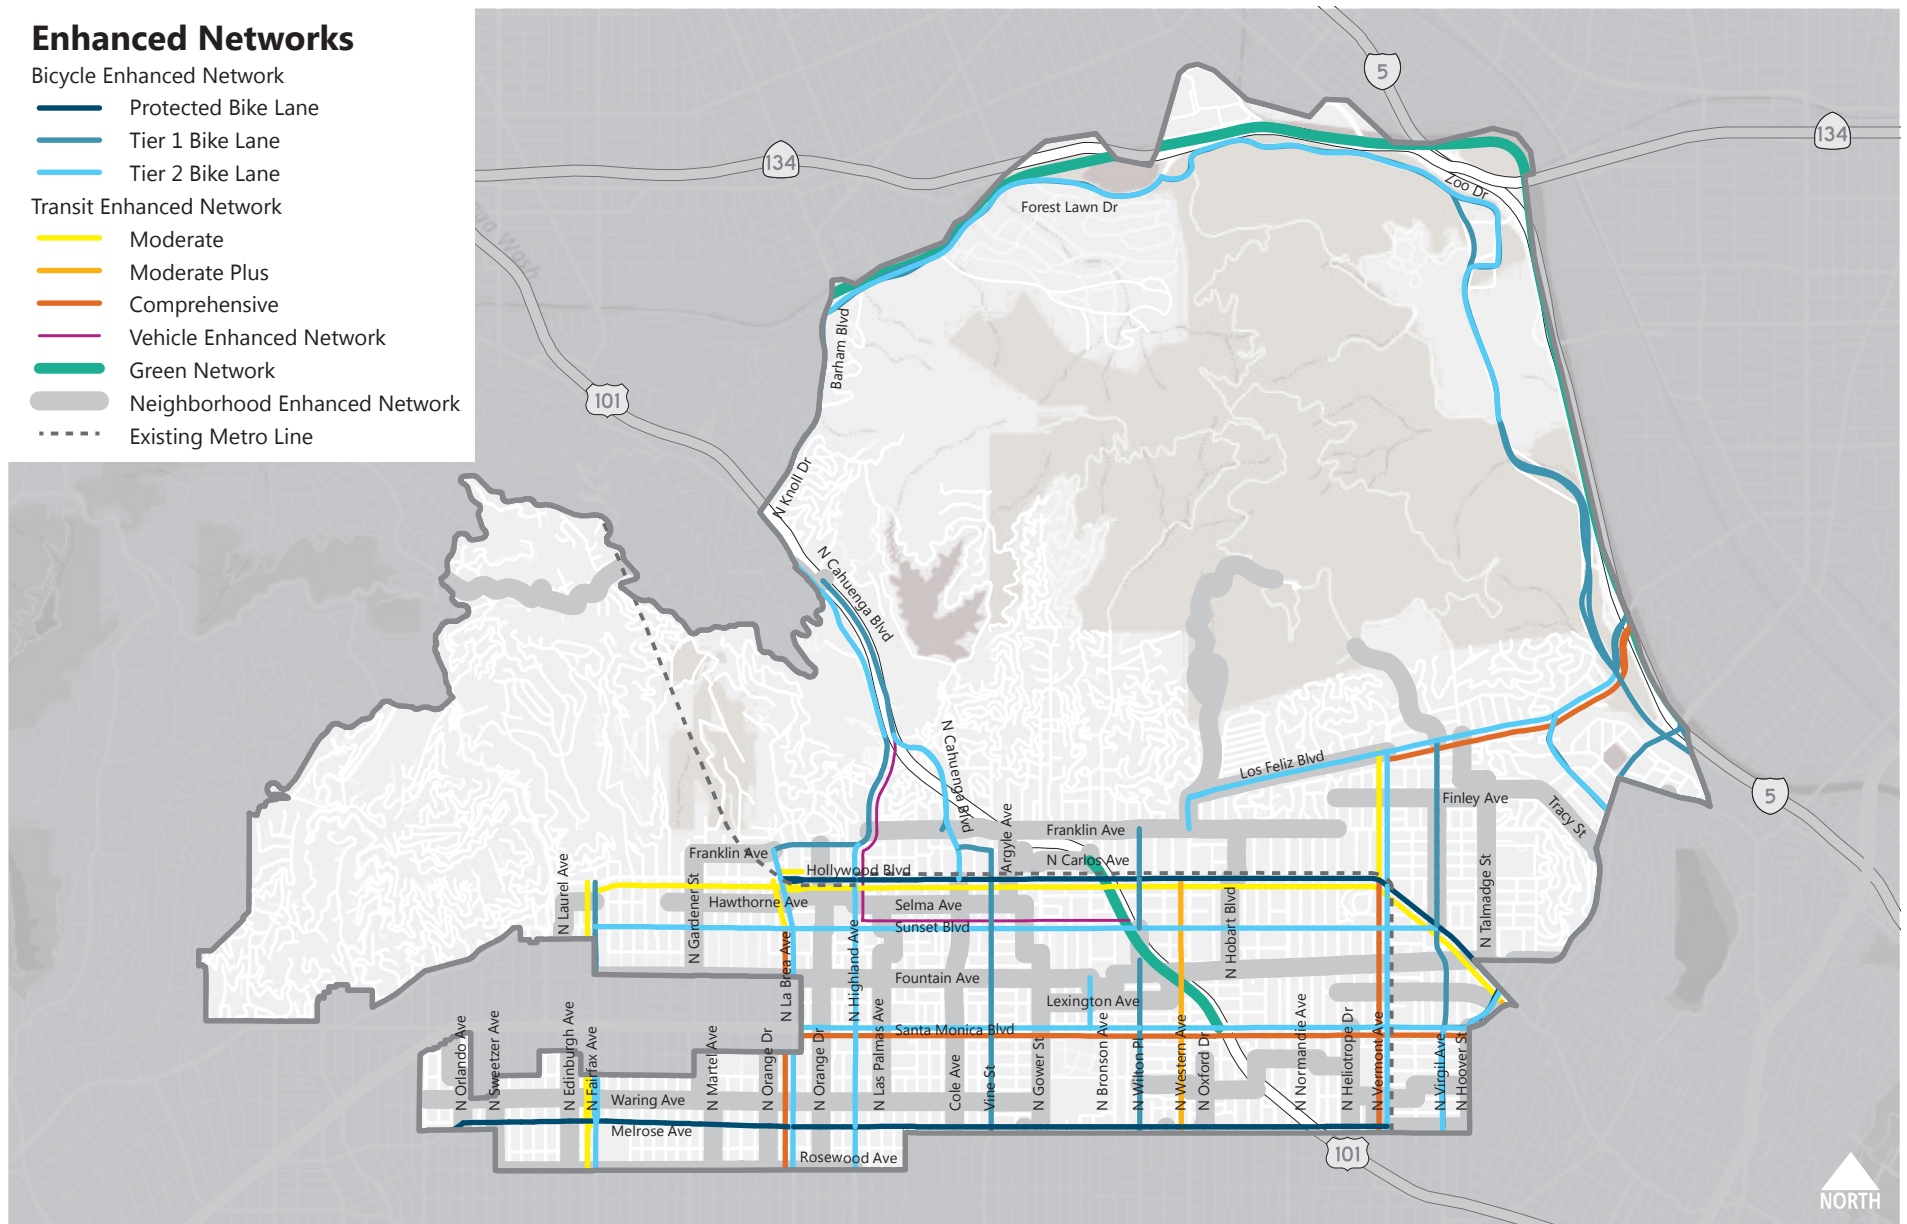 Enhanced Networks
Bicycle Enhanced Network
Protected Bike Lane
Tier 1 Bike Lane
Tier 2 Bike Lane
Transit Enhanced Network
Moderate
Moderate Plus
Comprehensive
Vehicle Enhanced Network
Green Network
Neighborhood Enhanced Network
Existing Metro Line
5
134
134
Zoo Dr
Forest Lawn Dr
Wash
Barham Blvd
101
N Knoll Dr
N Cahuenga Blvd
N Cahuenga Blvd
Los Feliz Blvd
5
Finley Ave
Tracy St
Argyle Ave
Franklin Ave
Franklin Ave
N Carlos Ave
Hollywood Blvd
N Laurel Ave
N Gardener St
Hawthorne Ave
Selma Ave
Sunset Blvd
N Hobart Blvd
N Talmadge St
N La Brea Ave
N Highland Ave
Fountain Ave
Lexington Ave
Santa Monica Blvd
N Orlando Ave
N Sweetzer Ave
N Edinburgh Ave
N Fairfax Ave
N Martel Ave
N Orange Dr
N Orange Dr
N Las Palmas Ave
Cole Ave
Vine St
N Gower St
N Bronson Ave
N Wilton Pl
N Western Ave
N Oxford Dr
N Normandie Ave
N Heliotrope Dr
N Vermont Ave
N Virgil Ave
N Hoover St
Waring Ave
Melrose Ave
Rosewood Ave
101
NORTH